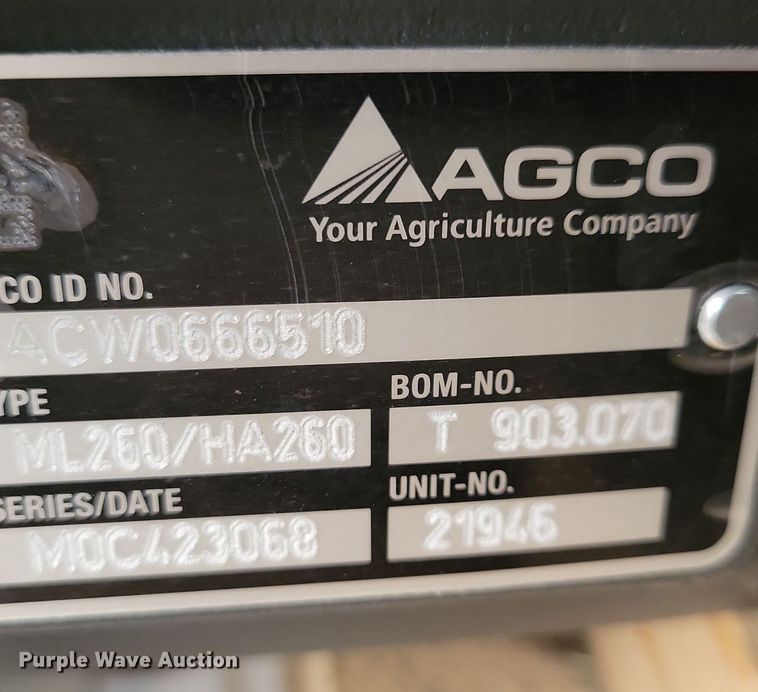 AGCO
Your Agriculture Company
CO ID NO.
ACW0666510
YPE
BOM-NO.
ML260/HA260
T 903.070
SERIES/DATE
UNIT-NO.
M0C423068
21946
Purple Wave Auction